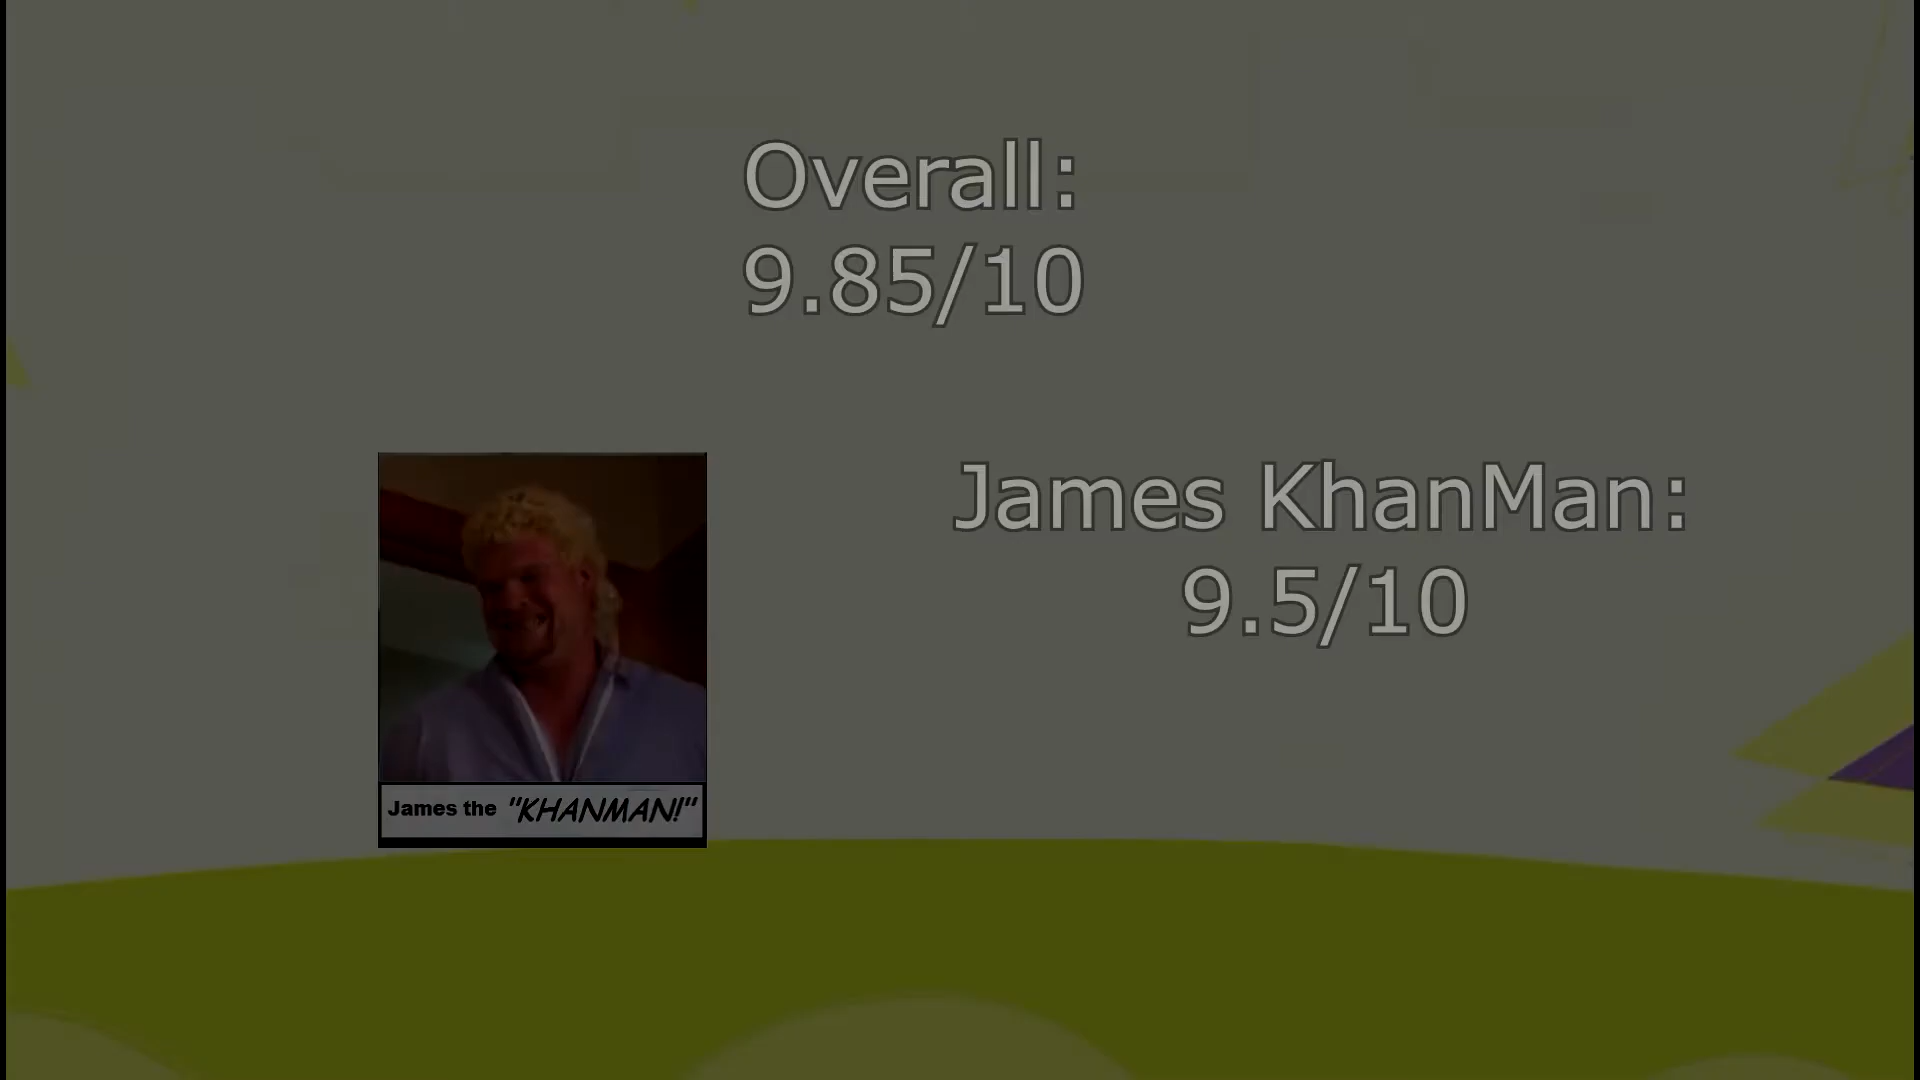 Overall:
9.85/10
James KhanMan:
9.5/10
James the "KHANMAN!"